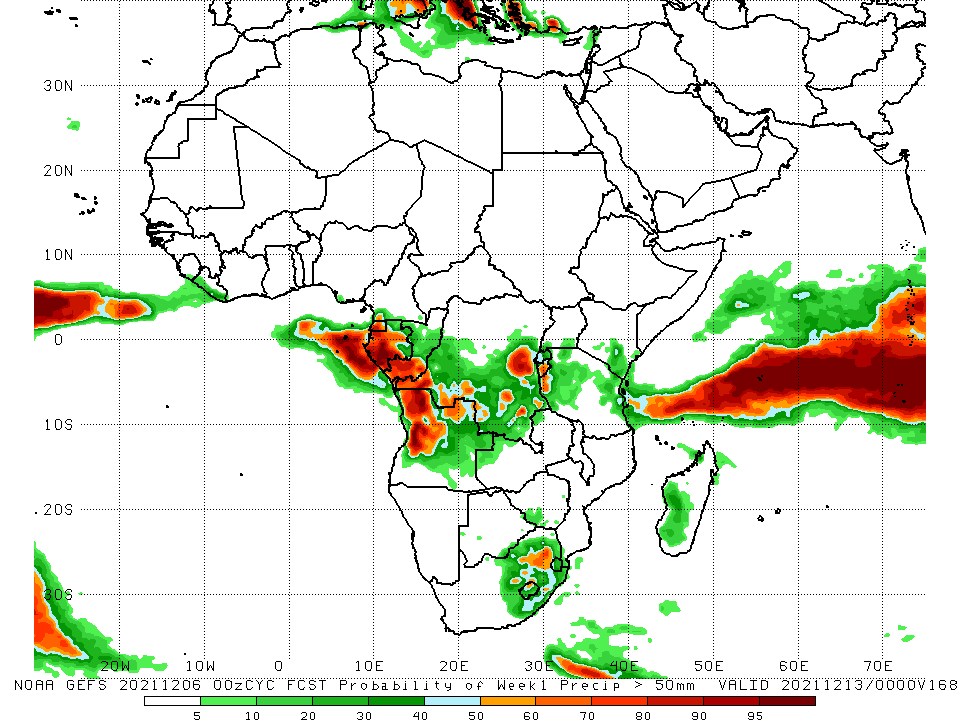 30N
20N
10N
0
10S
20S
30S
20W 10W 0 10E 20E 30E 40E 50E 60E 70E
NOAA GEFS 20211206 00zCYC FCST Probability of Week1 Precip > 50mm VALID 20211213/0000V168
5 10 20 30 40 50 60 70 80 90 95